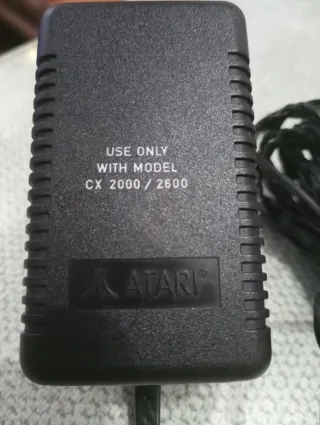 USE ONLY
WITH MODEL
CX 2000 / 2600
ATARI®